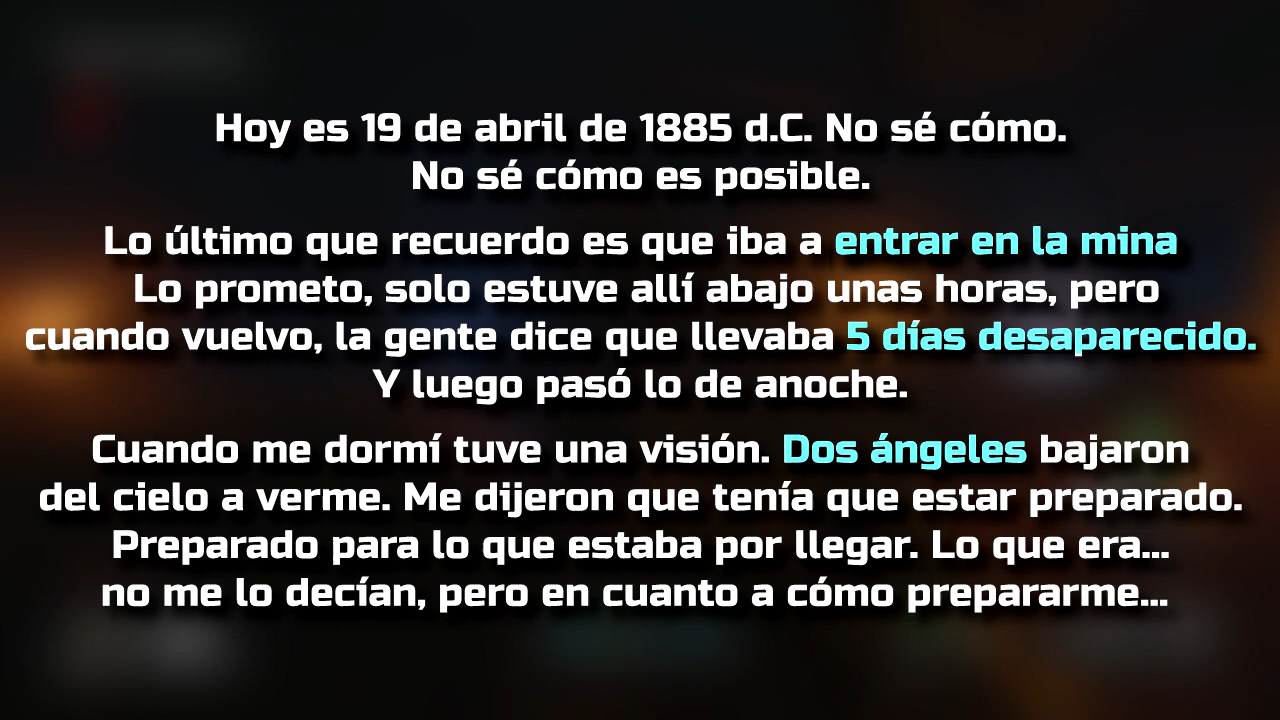 Hoy es 19 de abril de 1885 d.C. No sé cómo.
No sé cómo es posible.
Lo último que recuerdo es que iba a entrar en la mina
Lo prometo, solo estuve allí abajo unas horas, pero
cuando vuelvo, la gente dice que llevaba 5 días desaparecido.
Y luego pasó lo de anoche.
Cuando me dormí tuve una visión. Dos ángeles bajaron
del cielo a verme. Me dijeron que tenía que estar preparado.
Preparado para lo que estaba por llegar. Lo que era...
no me lo decían, pero en cuanto a cómo prepararme...